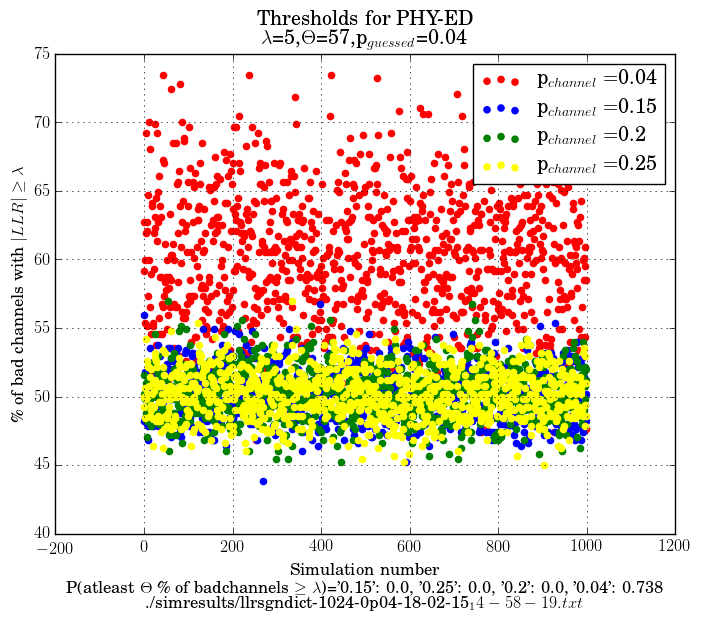 Thresholds for PHY-ED
λ=5,Θ=57,p_guessed=0.04
75
70
65
60
55
50
45
40
% of bad channels with |LLR| ≥ λ
p_channel =0.04
p_channel =0.15
p_channel =0.2
p_channel =0.25
−200 0 200 400 600 800 1000 1200
Simulation number
P(atleast Θ % of badchannels ≥ λ)='0.15': 0.0, '0.25': 0.0, '0.2': 0.0, '0.04': 0.738
./simresults/llrsgndict-1024-0p04-18-02-15₁4 − 58 − 19.txt